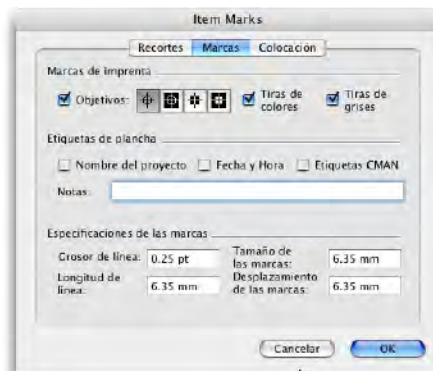 Item Marks
Recortes Marcas Colocación
Marcas de imprenta
Objetivos: Tiras de colores Tiras de grises
Etiquetas de plancha
Nombre del proyecto Fecha y Hora Etiquetas CMAN
Notas:
Especificaciones de las marcas
Grosor de línea: 0.25 pt Tamaño de las marcas: 6.35 mm
Longitud de línea: 6.35 mm Desplazamiento de las marcas: 6.35 mm
Cancelar OK